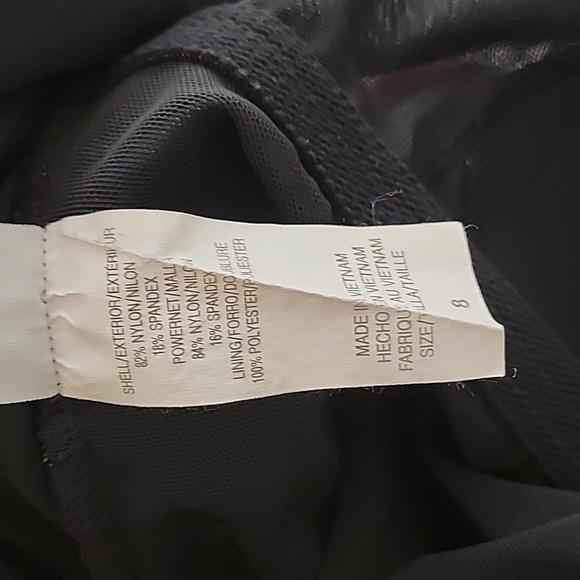 SHELL/EXTERIOR/EXTÉRIEUR
82% NYLON/NILON
18% SPANDEX
POWERNET/MALLA
84% NYLON/NILON
16% SPANDEX
LINING/FORRO/DOUBLURE
100% POLYESTER/POLIESTER
MADE IN VIETNAM
HECHO EN VIETNAM
FABRIQUÉ AU VIETNAM
SIZE/TALLA/TAILLE
8